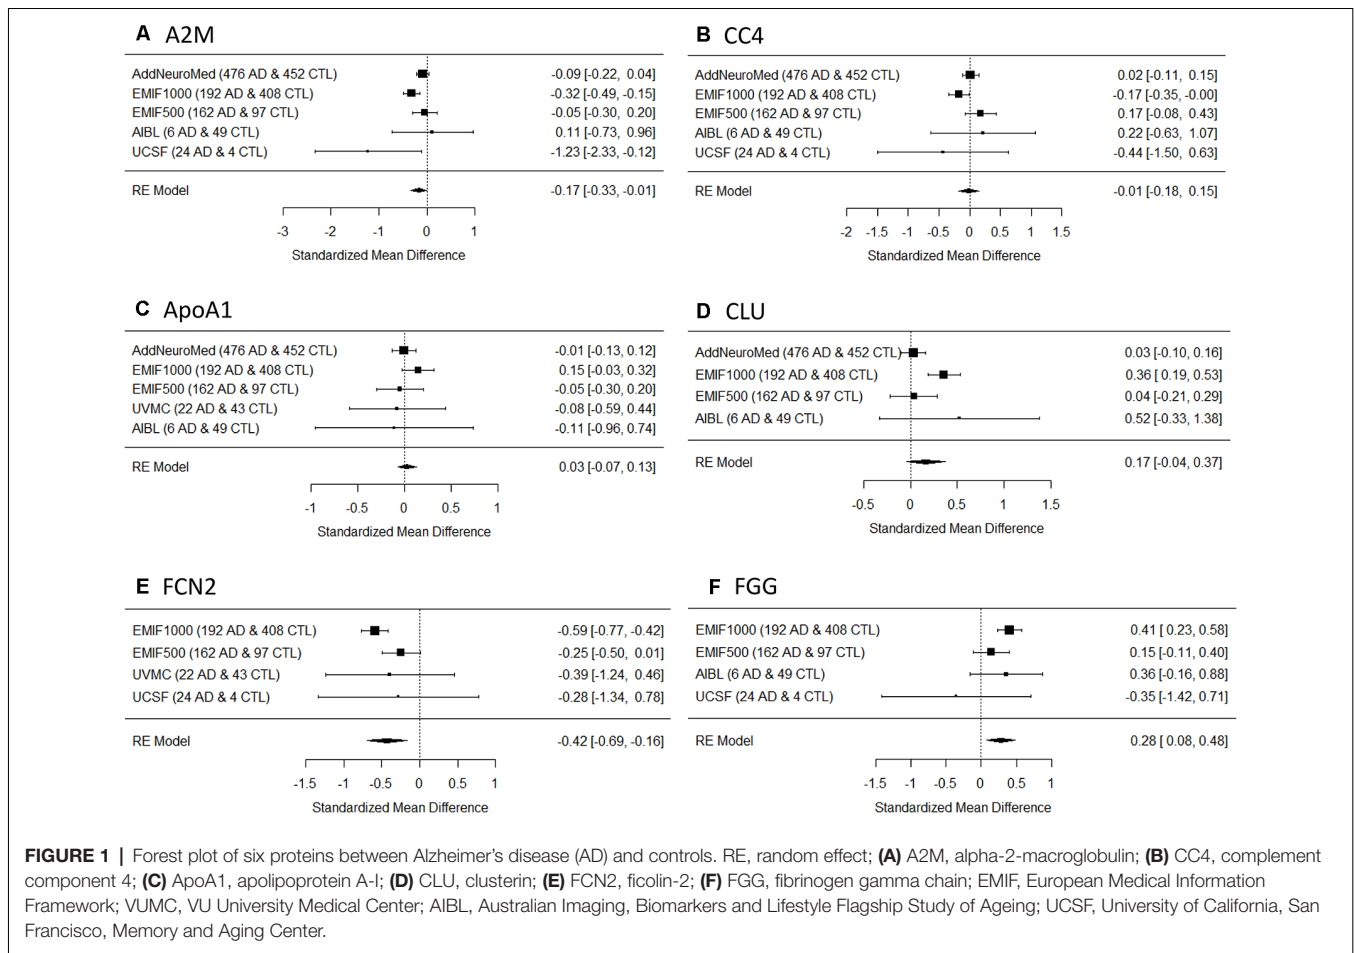 A A2M
AddNeuroMed (476 AD & 452 CTL) -0.09 [-0.22, 0.04]
EMIF1000 (192 AD & 408 CTL) -0.32 [-0.49, -0.15]
EMIF500 (162 AD & 97 CTL) -0.05 [-0.30, 0.20]
AIBL (6 AD & 49 CTL) 0.11 [-0.73, 0.96]
UCSF (24 AD & 4 CTL) -1.23 [-2.33, -0.12]
RE Model -0.17 [-0.33, -0.01]
-3 -2 -1 0 1
Standardized Mean Difference
B CC4
AddNeuroMed (476 AD & 452 CTL) 0.02 [-0.11, 0.15]
EMIF1000 (192 AD & 408 CTL) -0.17 [-0.35, -0.00]
EMIF500 (162 AD & 97 CTL) 0.17 [-0.08, 0.43]
AIBL (6 AD & 49 CTL) 0.22 [-0.63, 1.07]
UCSF (24 AD & 4 CTL) -0.44 [-1.50, 0.63]
RE Model -0.01 [-0.18, 0.15]
-2 -1.5 -1 -0.5 0 0.5 1 1.5
Standardized Mean Difference
C ApoA1
AddNeuroMed (476 AD & 452 CTL) -0.01 [-0.13, 0.12]
EMIF1000 (192 AD & 408 CTL) 0.15 [-0.03, 0.32]
EMIF500 (162 AD & 97 CTL) -0.05 [-0.30, 0.20]
UVMC (22 AD & 43 CTL) -0.08 [-0.59, 0.44]
AIBL (6 AD & 49 CTL) -0.11 [-0.96, 0.74]
RE Model 0.03 [-0.07, 0.13]
-1 -0.5 0 0.5 1
Standardized Mean Difference
D CLU
AddNeuroMed (476 AD & 452 CTL) 0.03 [-0.10, 0.16]
EMIF1000 (192 AD & 408 CTL) 0.36 [ 0.19, 0.53]
EMIF500 (162 AD & 97 CTL) 0.04 [-0.21, 0.29]
AIBL (6 AD & 49 CTL) 0.52 [-0.33, 1.38]
RE Model 0.17 [-0.04, 0.37]
-0.5 0 0.5 1 1.5
Standardized Mean Difference
E FCN2
EMIF1000 (192 AD & 408 CTL) -0.59 [-0.77, -0.42]
EMIF500 (162 AD & 97 CTL) -0.25 [-0.50, 0.01]
UVMC (22 AD & 43 CTL) -0.39 [-1.24, 0.46]
UCSF (24 AD & 4 CTL) -0.28 [-1.34, 0.78]
RE Model -0.42 [-0.69, -0.16]
-1.5 -1 -0.5 0 0.5 1
Standardized Mean Difference
F FGG
EMIF1000 (192 AD & 408 CTL) 0.41 [ 0.23, 0.58]
EMIF500 (162 AD & 97 CTL) 0.15 [-0.11, 0.40]
AIBL (6 AD & 49 CTL) 0.36 [-0.16, 0.88]
UCSF (24 AD & 4 CTL) -0.35 [-1.42, 0.71]
RE Model 0.28 [ 0.08, 0.48]
-1.5 -1 -0.5 0 0.5 1
Standardized Mean Difference
FIGURE 1 | Forest plot of six proteins between Alzheimer's disease (AD) and controls. RE, random effect; (A) A2M, alpha-2-macroglobulin; (B) CC4, complement
component 4; (C) ApoA1, apolipoprotein A-I; (D) CLU, clusterin; (E) FCN2, ficolin-2; (F) FGG, fibrinogen gamma chain; EMIF, European Medical Information
Framework; VUMC, VU University Medical Center; AIBL, Australian Imaging, Biomarkers and Lifestyle Flagship Study of Ageing; UCSF, University of California, San
Francisco, Memory and Aging Center.